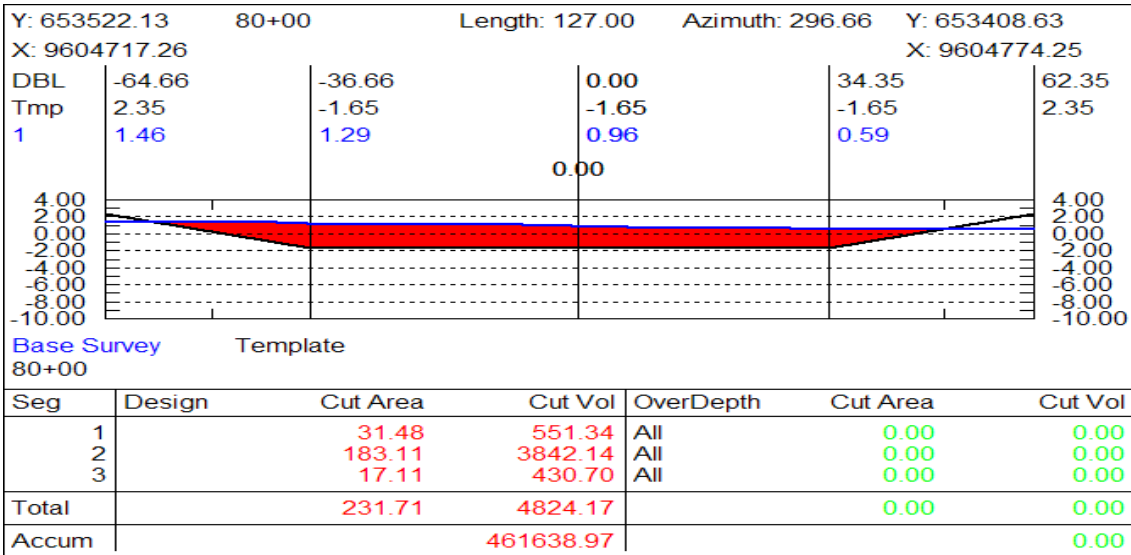 Y: 653522.13 80+00 Length: 127.00 Azimuth: 296.66 Y: 653408.63
X: 9604717.26 X: 9604774.25
DBL -64.66 -36.66 0.00 34.35 62.35
Tmp 2.35 -1.65 -1.65 -1.65 2.35
1 1.46 1.29 0.96 0.59
0.00
4.00 4.00
2.00 2.00
0.00 0.00
-2.00 -2.00
-4.00 -4.00
-6.00 -6.00
-8.00 -8.00
-10.00 -10.00
Base Survey Template
80+00
Seg Design Cut Area Cut Vol OverDepth Cut Area Cut Vol
1 31.48 551.34 All 0.00 0.00
2 183.11 3842.14 All 0.00 0.00
3 17.11 430.70 All 0.00 0.00
Total 231.71 4824.17 0.00 0.00
Accum 461638.97 0.00